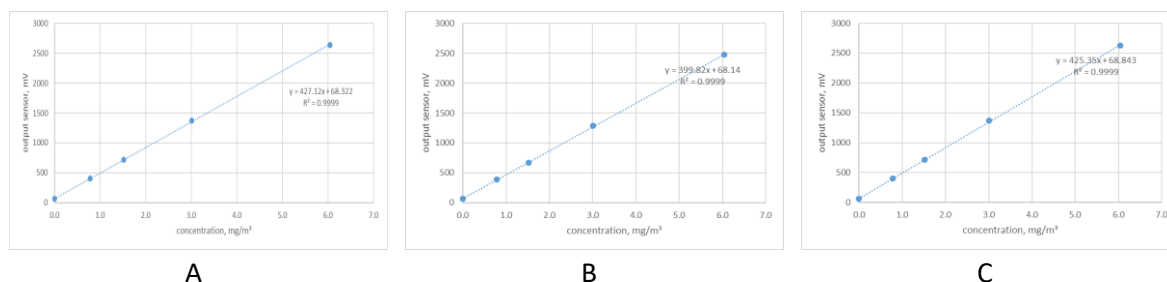 3000
2500
2000
1500
1000
500
0
output sensor, mV
y = 427.12x + 68.322
R² = 0.9999
0.0 1.0 2.0 3.0 4.0 5.0 6.0 7.0
concentration, mg/m³
A
3000
2500
2000
1500
1000
500
0
output sensor, mV
y = 399.82x + 68.14
R² = 0.9999
0.0 1.0 2.0 3.0 4.0 5.0 6.0 7.0
concentration, mg/m³
B
3000
2500
2000
1500
1000
500
0
output sensor, mV
y = 425.35x + 68.843
R² = 0.9999
0.0 1.0 2.0 3.0 4.0 5.0 6.0 7.0
concentration, mg/m³
C